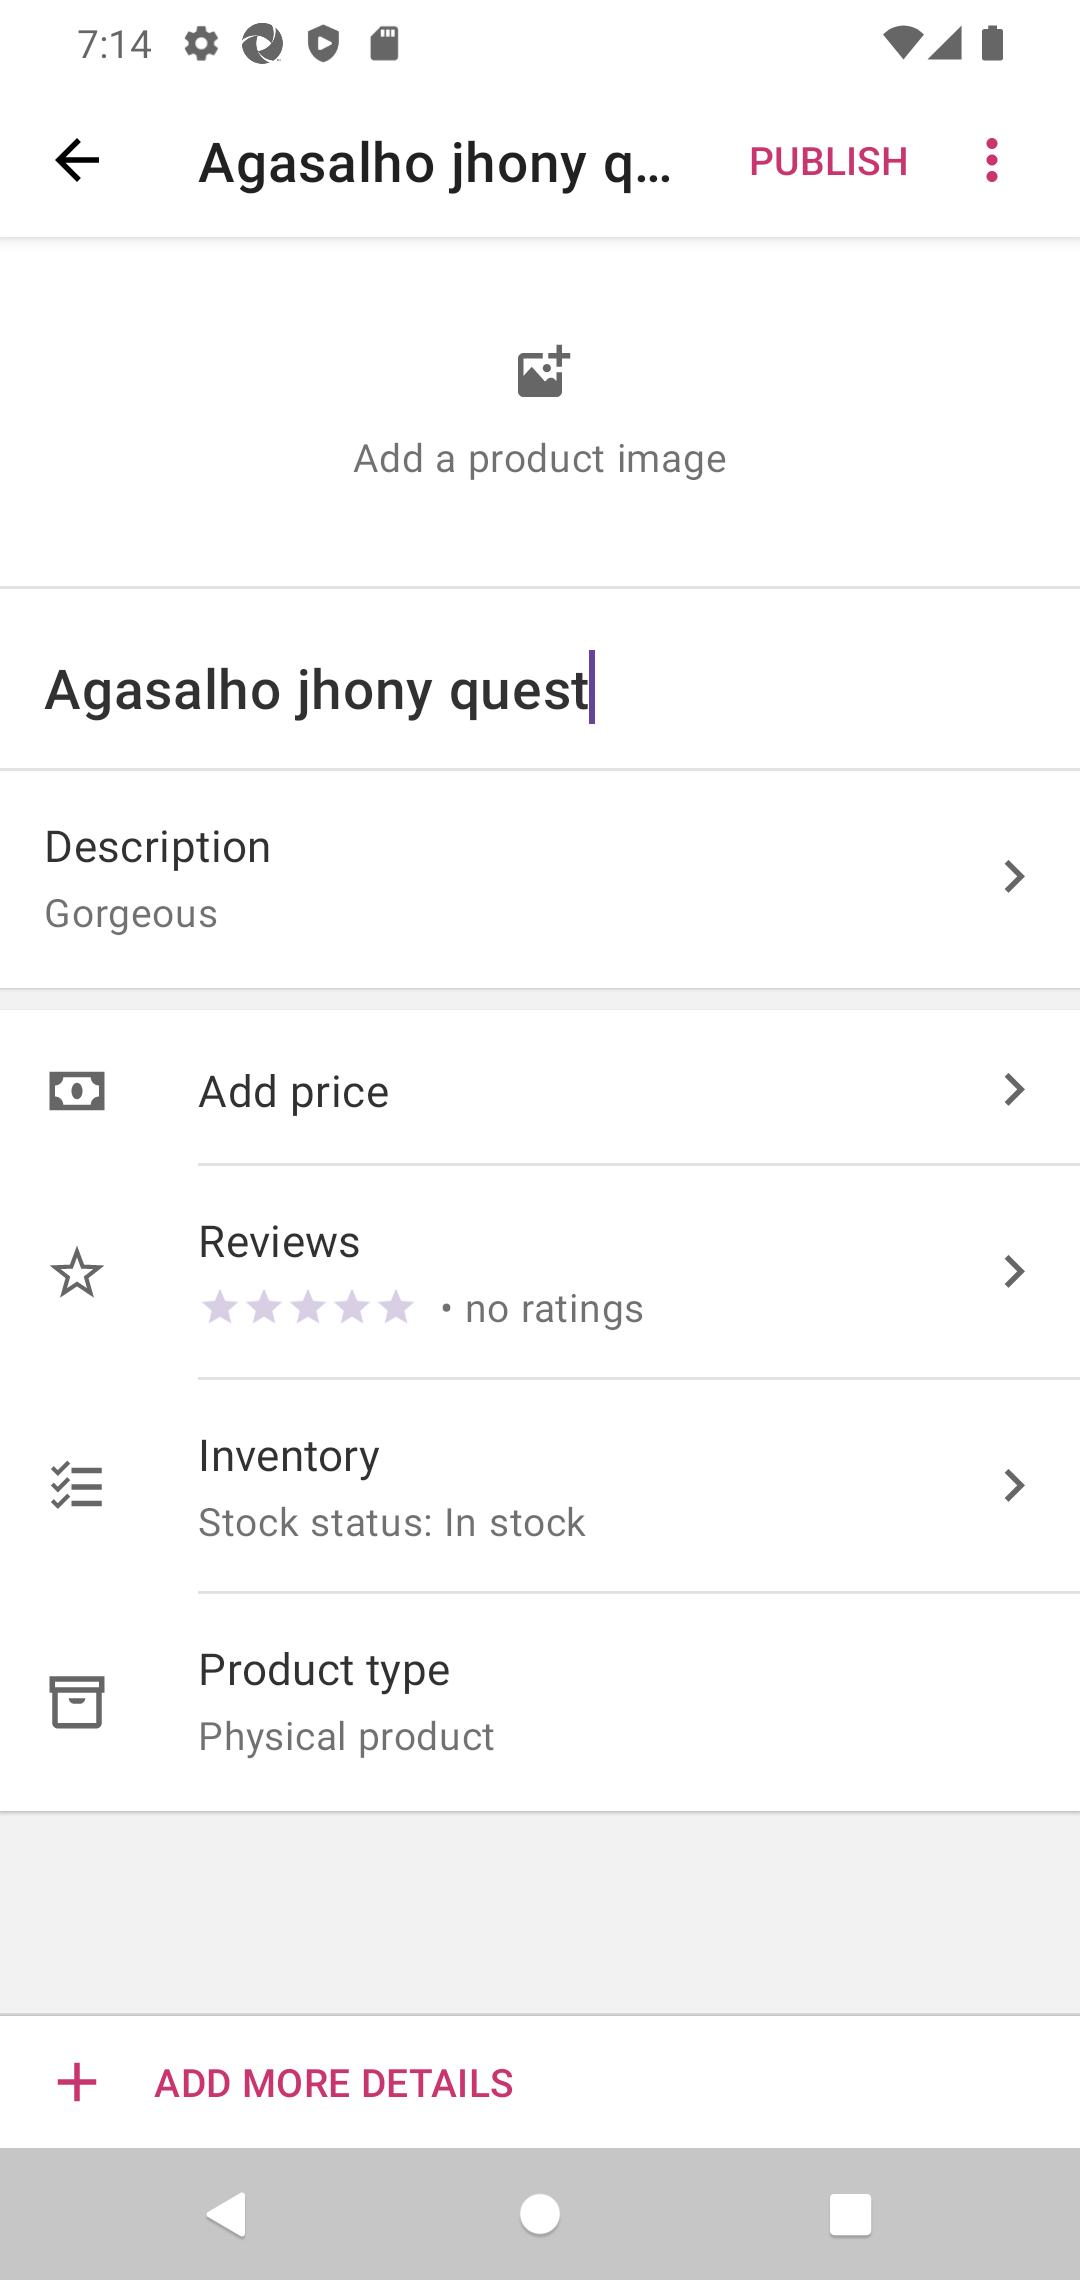 7:14
Agasalho jhony q...
PUBLISH
Add a product image
Agasalho jhony quest
Description
Gorgeous
Add price
Reviews
• no ratings
Inventory
Stock status: In stock
Product type
Physical product
ADD MORE DETAILS